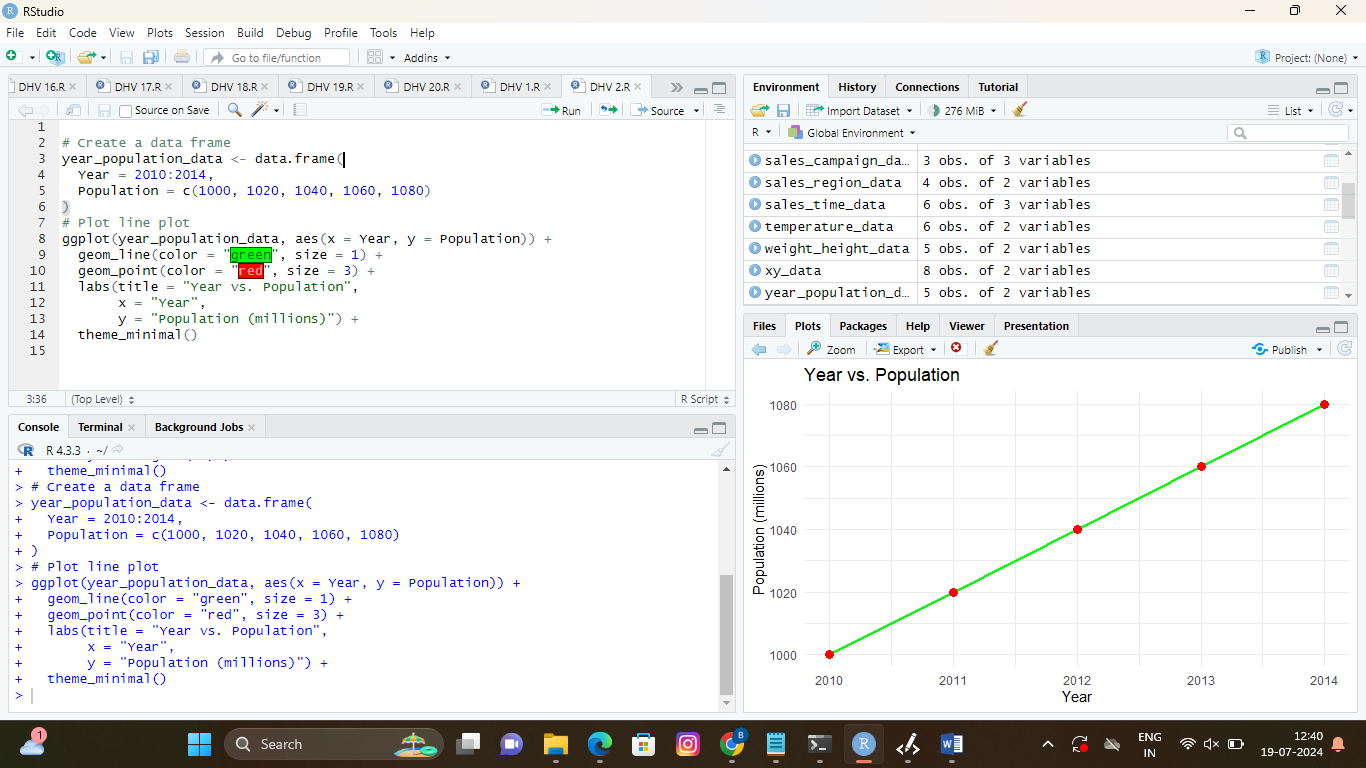 RStudio
File Edit Code View Plots Session Build Debug Profile Tools Help
Go to file/function
Addins
Project: (None)
DHV 16.R DHV 17.R DHV 18.R DHV 19.R DHV 20.R DHV 1.R DHV 2.R
Source on Save
Run
Source
1
2 # Create a data frame
3 year_population_data <- data.frame(
4 Year = 2010:2014,
5 Population = c(1000, 1020, 1040, 1060, 1080)
6 )
7 # Plot line plot
8 ggplot(year_population_data, aes(x = Year, y = Population)) +
9 geom_line(color = "green", size = 1) +
10 geom_point(color = "red", size = 3) +
11 labs(title = "Year vs. Population",
12 x = "Year",
13 y = "Population (millions)") +
14 theme_minimal()
15
3:36 (Top Level) R Script
Console Terminal Background Jobs
R 4.3.3 · ~/
+ theme_minimal()
> # Create a data frame
> year_population_data <- data.frame(
+ Year = 2010:2014,
+ Population = c(1000, 1020, 1040, 1060, 1080)
+ )
> # Plot line plot
> ggplot(year_population_data, aes(x = Year, y = Population)) +
+ geom_line(color = "green", size = 1) +
+ geom_point(color = "red", size = 3) +
+ labs(title = "Year vs. Population",
+ x = "Year",
+ y = "Population (millions)") +
+ theme_minimal()
>
Environment History Connections Tutorial
Import Dataset 276 MiB List
R Global Environment
sales_campaign_da… 3 obs. of 3 variables
sales_region_data 4 obs. of 2 variables
sales_time_data 6 obs. of 3 variables
temperature_data 6 obs. of 2 variables
weight_height_data 5 obs. of 2 variables
xy_data 8 obs. of 2 variables
year_population_d… 5 obs. of 2 variables
Files Plots Packages Help Viewer Presentation
Zoom Export Publish
Year vs. Population
Population (millions)
1080
1060
1040
1020
1000
2010 2011 2012 2013 2014
Year
1
Search
B
R
W
ENG
IN
12:40
19-07-2024